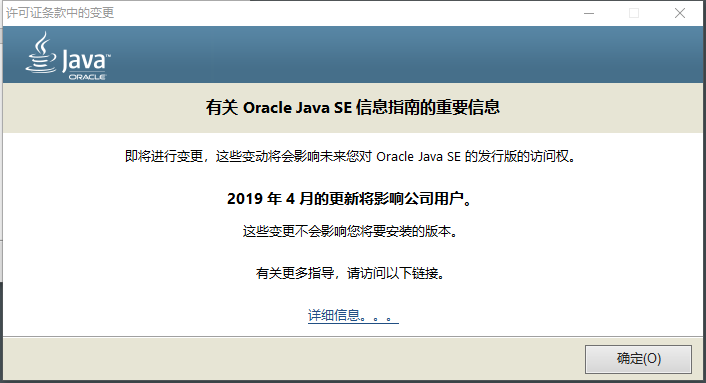 许可证条款中的变更
Java™
ORACLE
有关 Oracle Java SE 信息指南的重要信息
即将进行变更，这些变动将会影响未来您对 Oracle Java SE 的发行版的访问权。
2019 年 4 月的更新将影响公司用户。
这些变更不会影响您将要安装的版本。
有关更多指导，请访问以下链接。
详细信息。。。
确定(O)